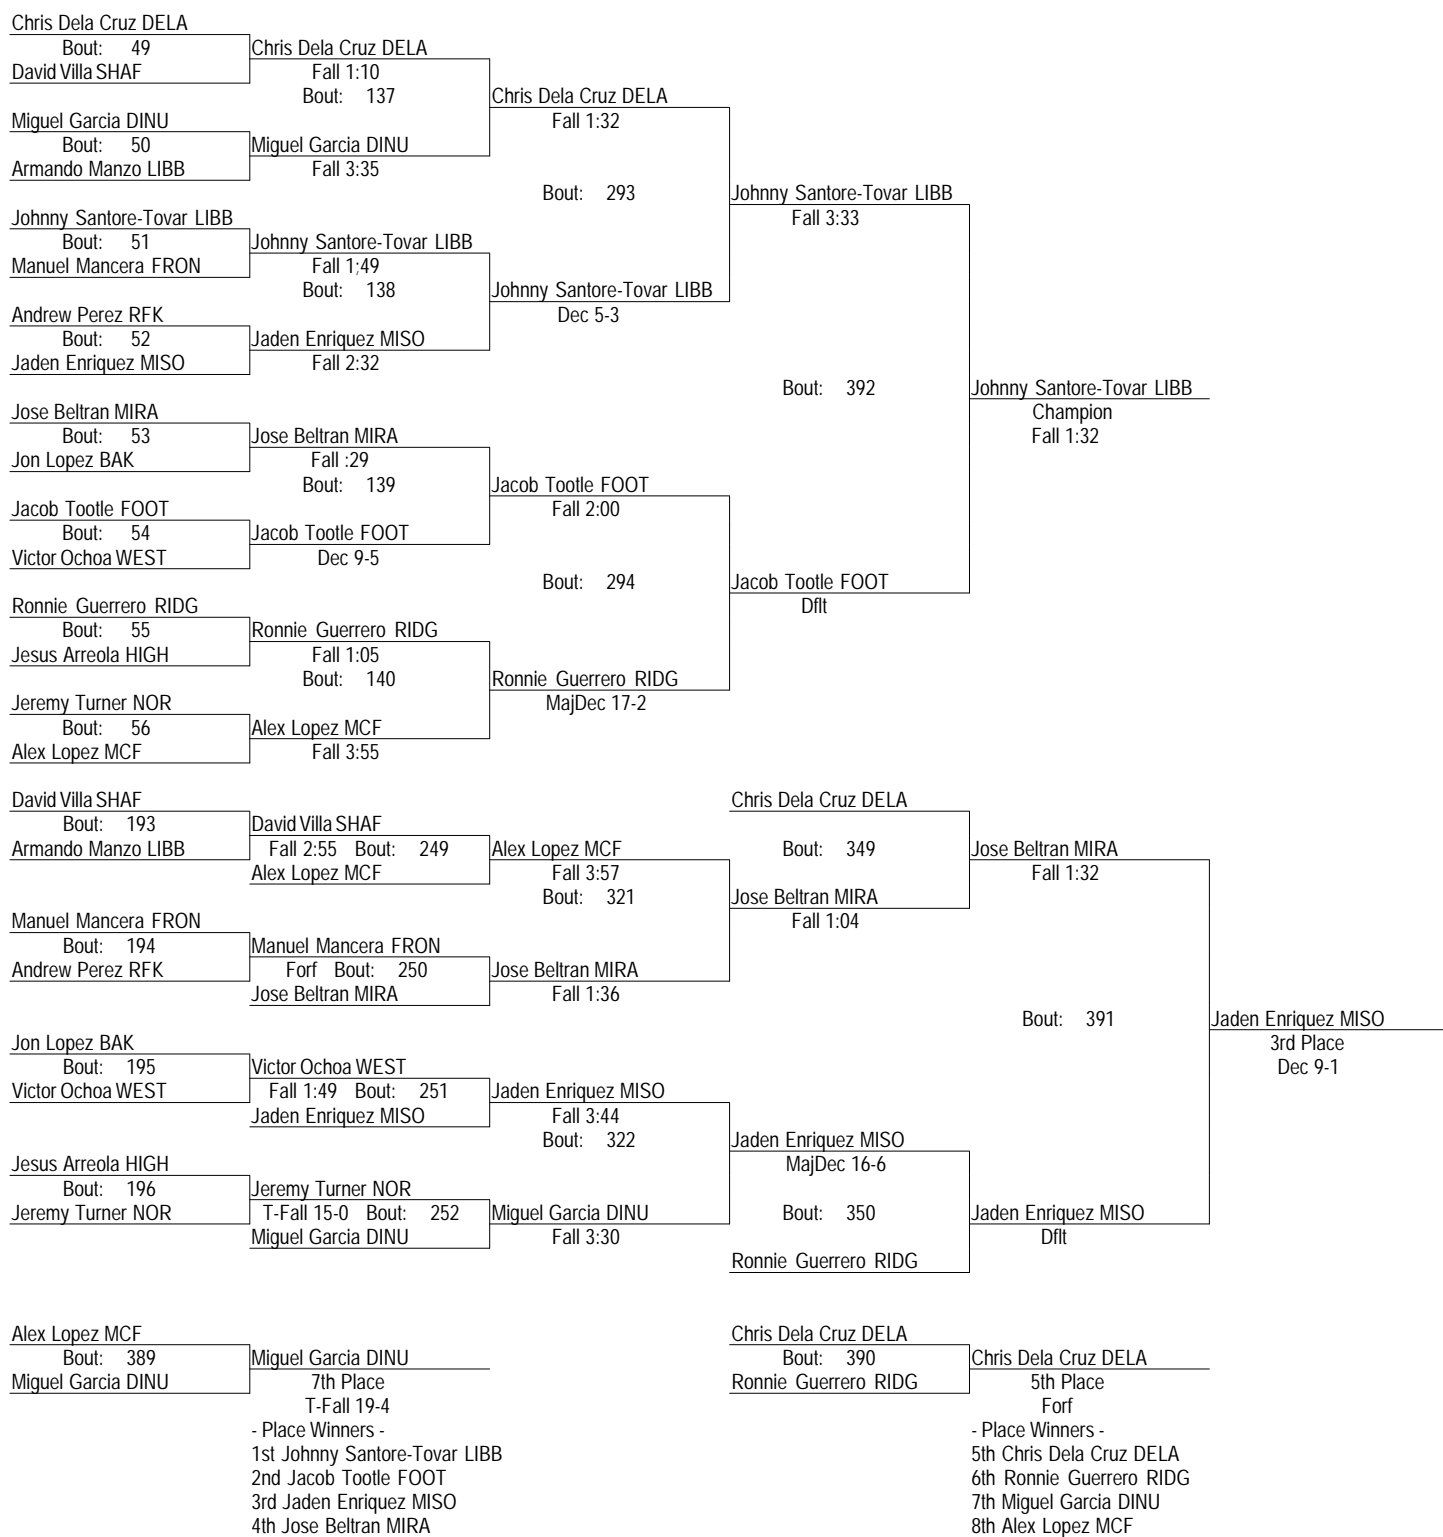 Chris Dela Cruz DELA
Bout: 49
David Villa SHAF
Miguel Garcia DINU
Bout: 50
Armando Manzo LIBB
Johnny Santore-Tovar LIBB
Bout: 51
Manuel Mancera FRON
Andrew Perez RFK
Bout: 52
Jaden Enriquez MISO
Jose Beltran MIRA
Bout: 53
Jon Lopez BAK
Jacob Tootle FOOT
Bout: 54
Victor Ochoa WEST
Ronnie Guerrero RIDG
Bout: 55
Jesus Arreola HIGH
Jeremy Turner NOR
Bout: 56
Alex Lopez MCF
Chris Dela Cruz DELA
Fall 1:10
Bout: 137
Miguel Garcia DINU
Fall 3:35
Johnny Santore-Tovar LIBB
Fall 1;49
Bout: 138
Jaden Enriquez MISO
Fall 2:32
Jose Beltran MIRA
Fall :29
Bout: 139
Jacob Tootle FOOT
Dec 9-5
Ronnie Guerrero RIDG
Fall 1:05
Bout: 140
Alex Lopez MCF
Fall 3:55
Chris Dela Cruz DELA
Fall 1:32
Bout: 293
Johnny Santore-Tovar LIBB
Dec 5-3
Jacob Tootle FOOT
Fall 2:00
Bout: 294
Ronnie Guerrero RIDG
MajDec 17-2
Johnny Santore-Tovar LIBB
Fall 3:33
Bout: 392
Jacob Tootle FOOT
Dflt
Johnny Santore-Tovar LIBB
Champion
Fall 1:32
David Villa SHAF
Bout: 193
Armando Manzo LIBB
Manuel Mancera FRON
Bout: 194
Andrew Perez RFK
Jon Lopez BAK
Bout: 195
Victor Ochoa WEST
Jesus Arreola HIGH
Bout: 196
Jeremy Turner NOR
David Villa SHAF
Fall 2:55 Bout: 249
Alex Lopez MCF
Manuel Mancera FRON
Forf Bout: 250
Jose Beltran MIRA
Victor Ochoa WEST
Fall 1:49 Bout: 251
Jaden Enriquez MISO
Jeremy Turner NOR
T-Fall 15-0 Bout: 252
Miguel Garcia DINU
Alex Lopez MCF
Fall 3:57
Bout: 321
Jose Beltran MIRA
Fall 1:36
Jaden Enriquez MISO
Fall 3:44
Bout: 322
Miguel Garcia DINU
Fall 3:30
Chris Dela Cruz DELA
Bout: 349
Jose Beltran MIRA
Fall 1:04
Jaden Enriquez MISO
MajDec 16-6
Bout: 350
Ronnie Guerrero RIDG
Jose Beltran MIRA
Fall 1:32
Bout: 391
Jaden Enriquez MISO
Dflt
Jaden Enriquez MISO
3rd Place
Dec 9-1
Alex Lopez MCF
Bout: 389
Miguel Garcia DINU
Miguel Garcia DINU
7th Place
T-Fall 19-4
- Place Winners -
1st Johnny Santore-Tovar LIBB
2nd Jacob Tootle FOOT
3rd Jaden Enriquez MISO
4th Jose Beltran MIRA
Chris Dela Cruz DELA
Bout: 390
Ronnie Guerrero RIDG
Chris Dela Cruz DELA
5th Place
Forf
- Place Winners -
5th Chris Dela Cruz DELA
6th Ronnie Guerrero RIDG
7th Miguel Garcia DINU
8th Alex Lopez MCF